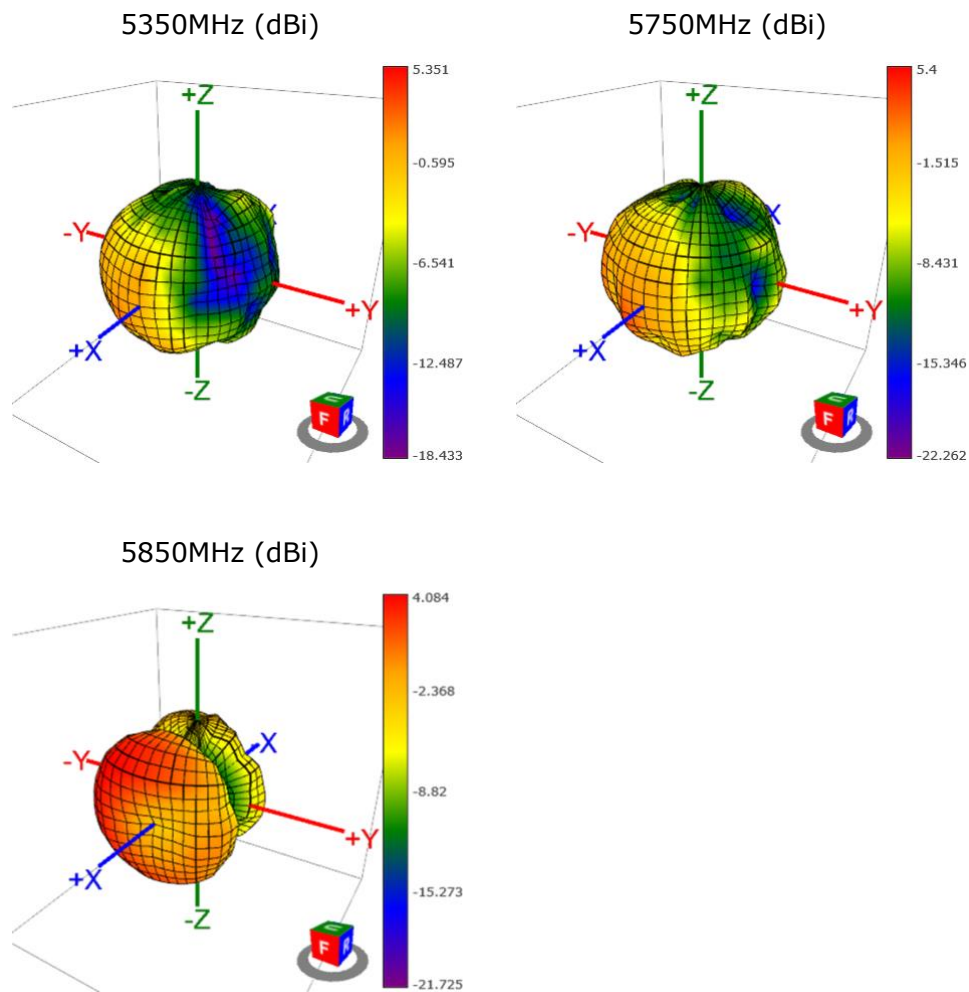 5350MHz (dBi)
5.351
-0.595
-6.541
-12.487
-18.433
+Z
-Y
+Y
+X
-Z
F
R
5750MHz (dBi)
5.4
-1.515
-8.431
-15.346
-22.262
+Z
-Y
X
+Y
+X
-Z
F
R
5850MHz (dBi)
4.084
-2.368
-8.82
-15.273
-21.725
+Z
-Y
-X
+Y
+X
-Z
F
R